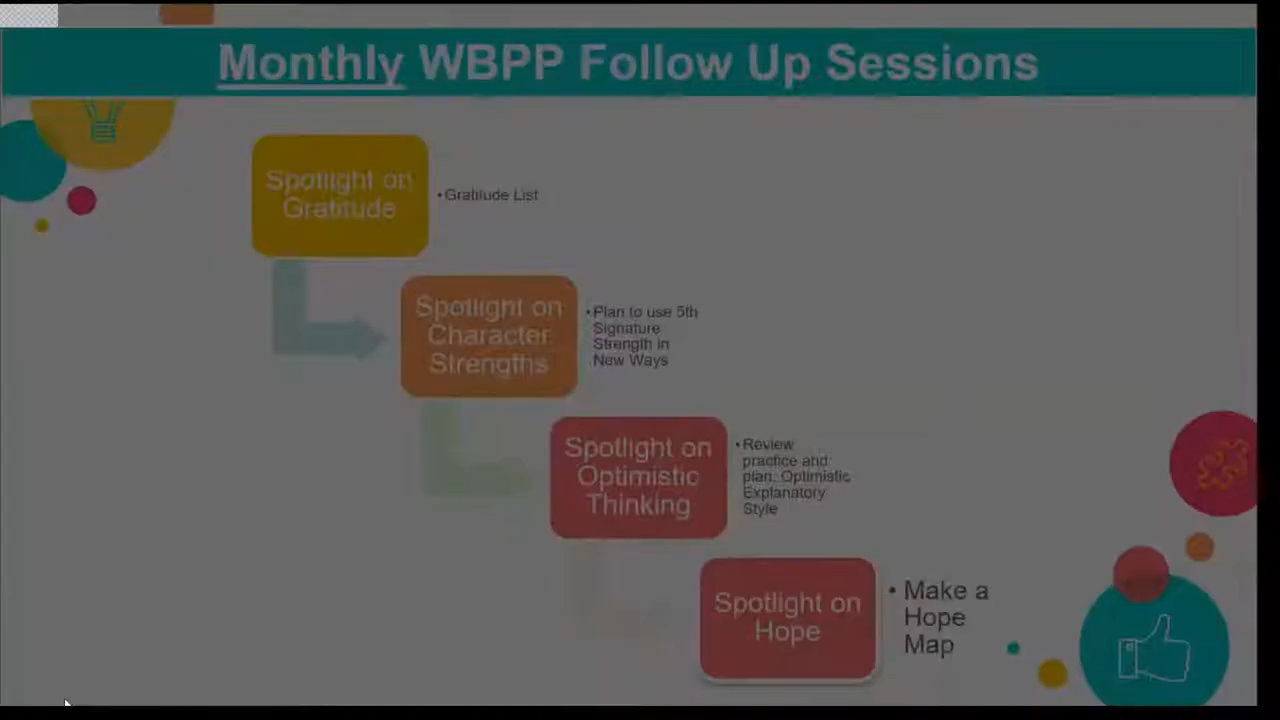 Monthly WBPP Follow Up Sessions
Spotlight on
Gratitude
•Gratitude List
Spotlight on
Character
Strengths
•Plan to use 5th
Signature
Strength in
New Ways
Spotlight on
Optimistic
Thinking
•Review
practice and
plan, Optimistic
Explanatory
Style
Spotlight on
Hope
• Make a
Hope
Map